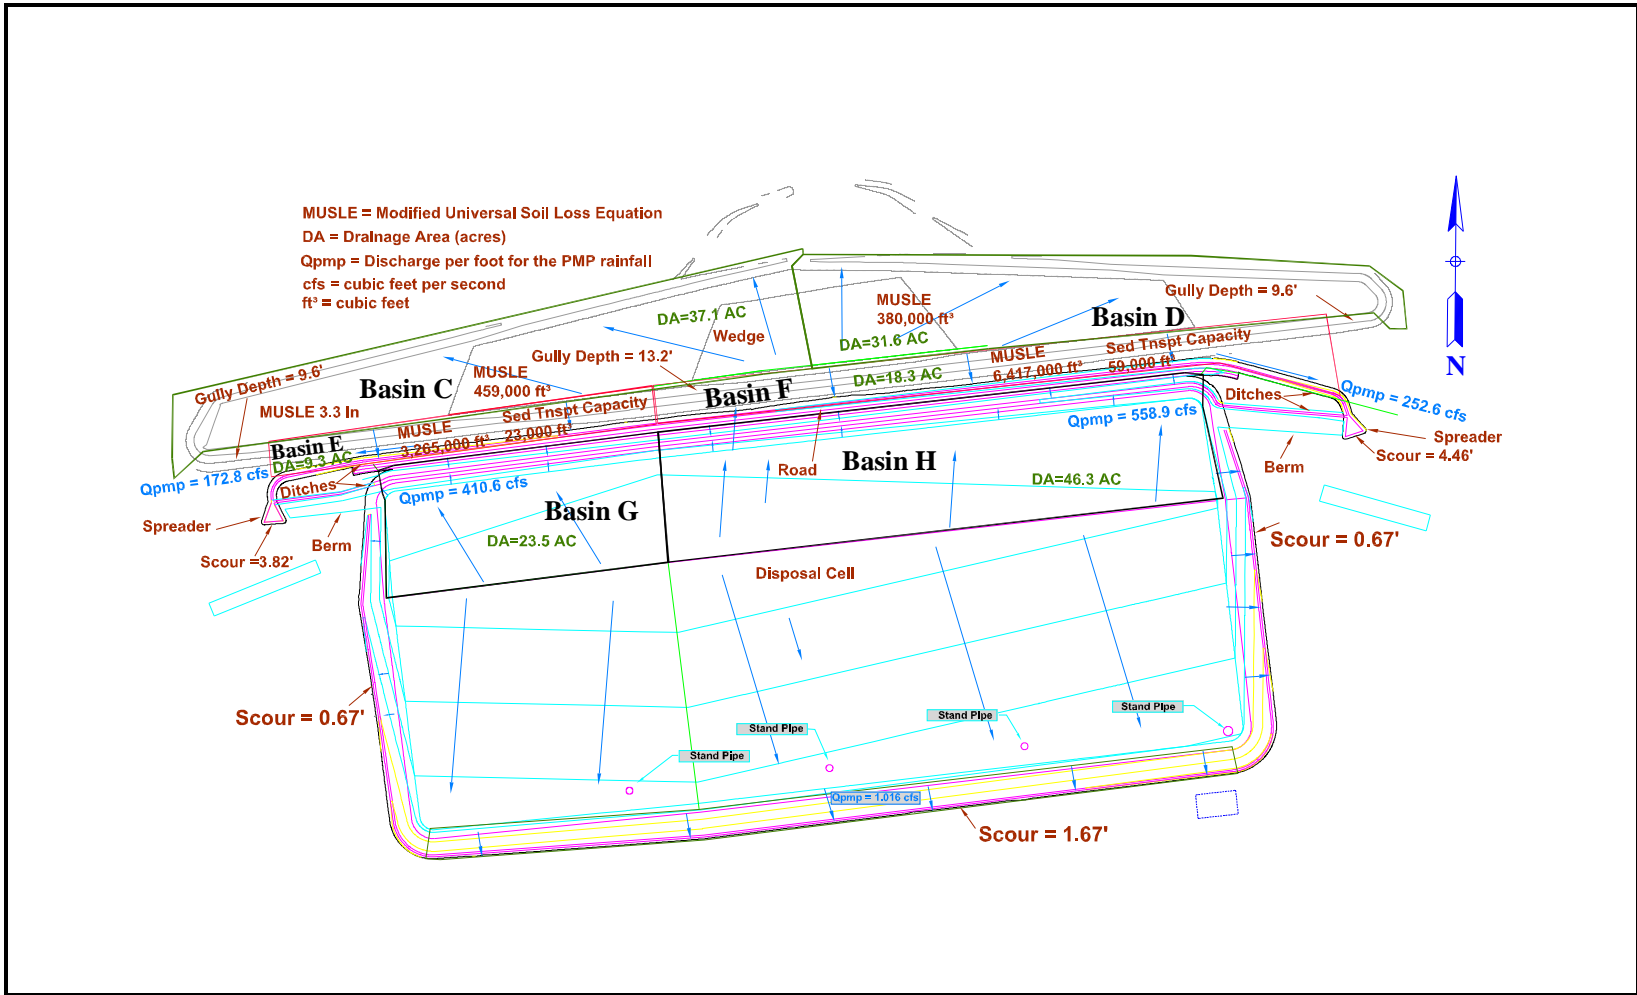 MUSLE = Modified Universal Soil Loss Equation
DA = Drainage Area (acres)
Qpmp = Discharge per foot for the PMP rainfall
cfs = cubic feet per second
ft³ = cubic feet
N
Gully Depth = 9.6'
MUSLE
380,000 ft³
DA=37.1 AC
Wedge
Basin D
DA=31.6 AC
Gully Depth = 13.2'
MUSLE
6,417,000 ft³
Sed Tnspt Capacity
59,000 ft³
Gully Depth = 9.6'
Basin C
MUSLE
459,000 ft³
DA=18.3 AC
Basin F
MUSLE 3.3 In
Sed Tnspt Capacity
23,000 ft³
MUSLE
3,265,000 ft³
Qpmp = 252.6 cfs
Ditches
Qpmp = 558.9 cfs
Spreader
Scour = 4.46'
Berm
Basin E
DA=9.3 AC
Qpmp = 172.8 cfs
Ditches
Qpmp = 410.6 cfs
Road
Basin H
DA=46.3 AC
Basin G
DA=23.5 AC
Spreader
Berm
Scour =3.82'
Scour = 0.67'
Disposal Cell
Scour = 0.67'
Stand Pipe
Stand Pipe
Stand Pipe
Stand Pipe
Qpmp = 1.016 cfs
Scour = 1.67'